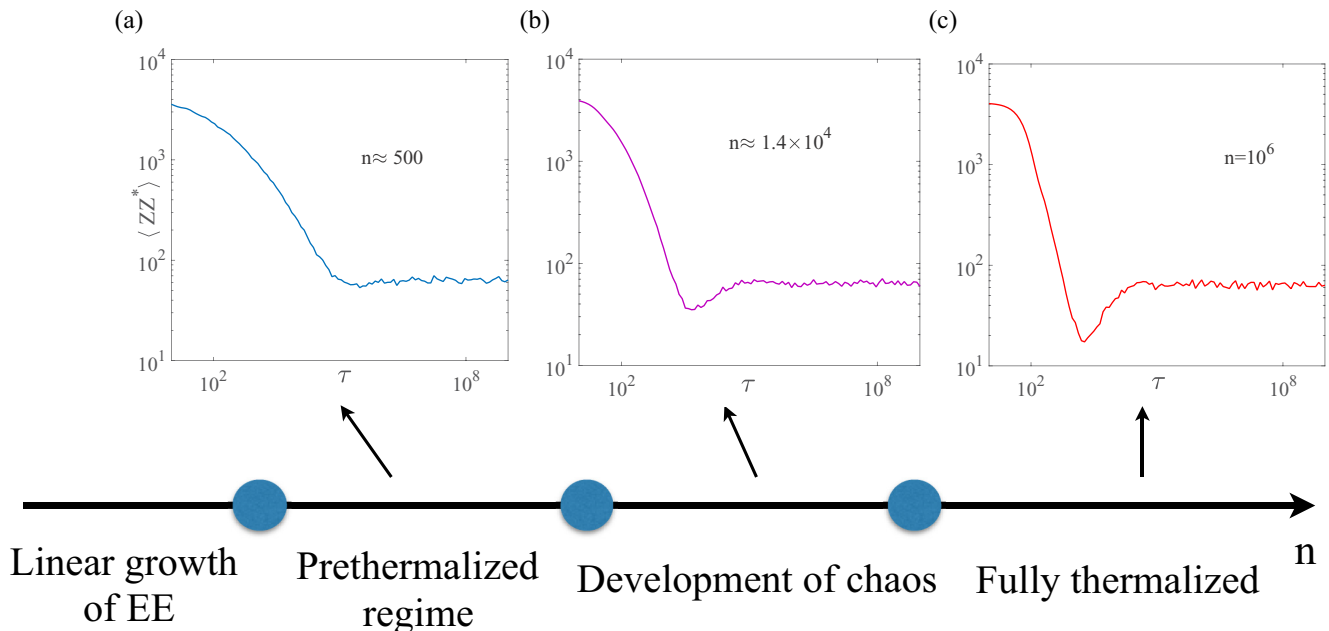 (a)
(b)
(c)
10^4
10^3
10^2
10^1
⟨ZZ*⟩
n≈ 500
10^2
τ
10^8
10^4
10^3
10^2
10^1
n≈ 1.4×10^4
10^2
τ
10^8
10^4
10^3
10^2
10^1
n=10^6
10^2
τ
10^8
n
Linear growth
of EE
Prethermalized
regime
Development of chaos
Fully thermalized